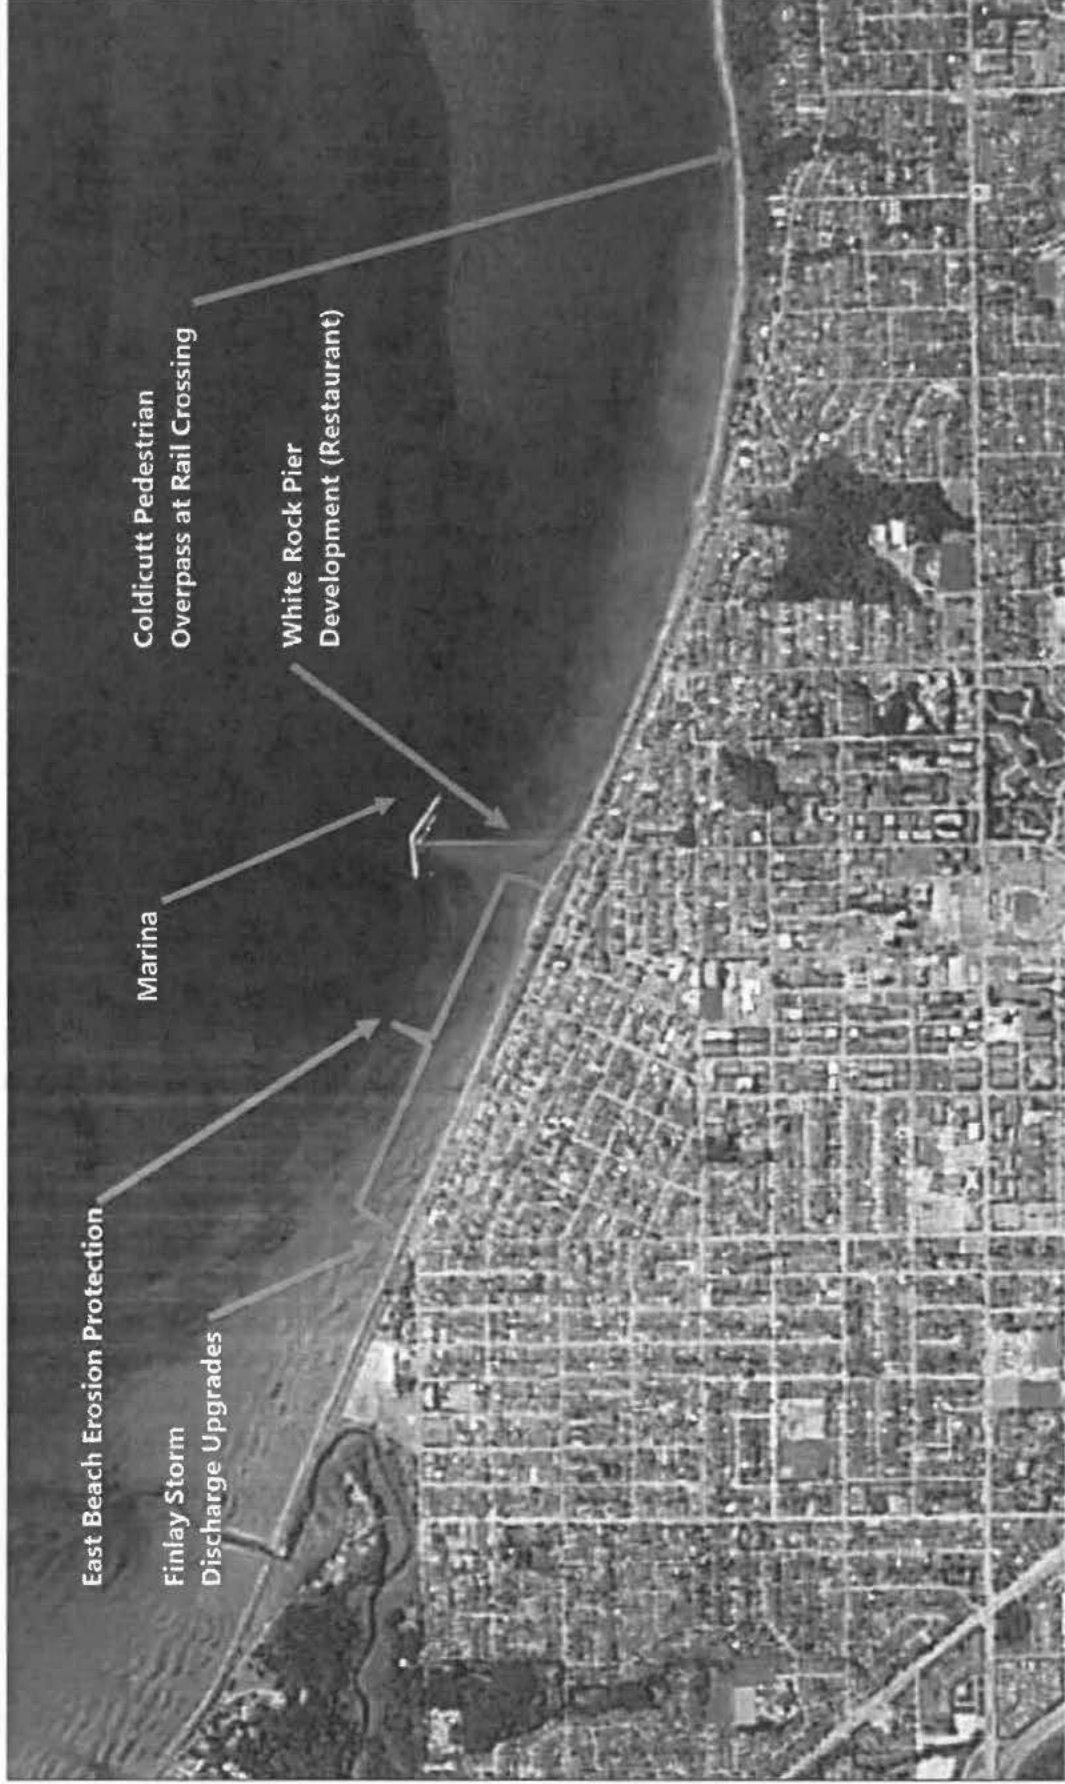 Coldicutt Pedestrian
Overpass at Rail Crossing
White Rock Pier
Development (Restaurant)
Marina
East Beach Erosion Protection
Finlay Storm
Discharge Upgrades